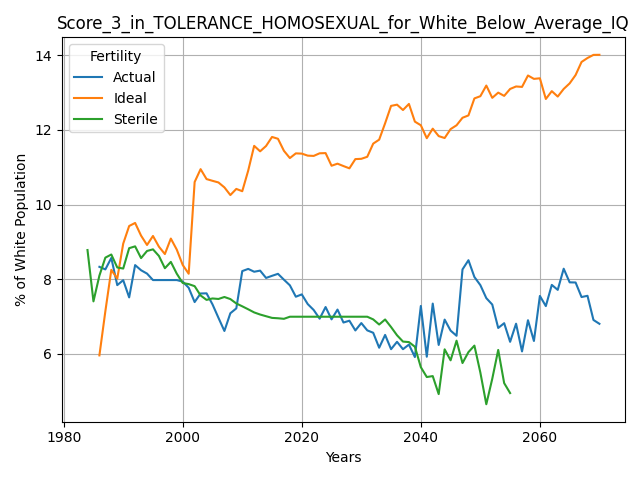 Score_3_in_TOLERANCE_HOMOSEXUAL_for_White_Below_Average_IQ
Fertility
Actual
Ideal
Sterile
% of White Population
14
12
10
8
6
1980 2000 2020 2040 2060
Years